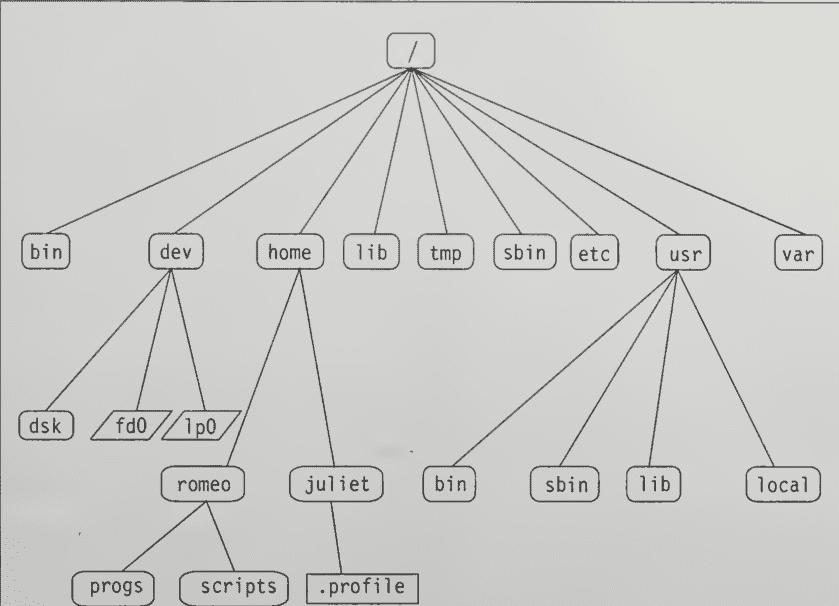 /
bin dev home lib tmp sbin etc usr var
dsk fd0 lp0
romeo juliet bin sbin lib local
progs scripts .profile